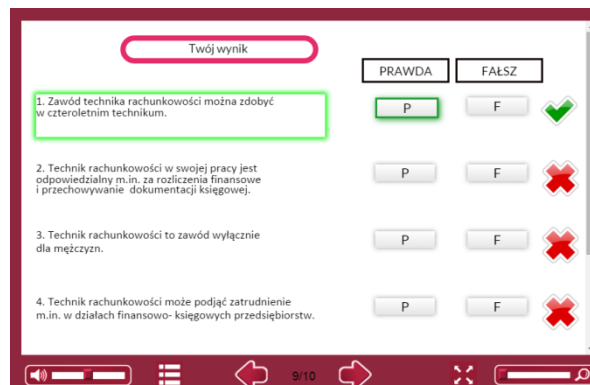 Twój wynik
PRAWDA FAŁSZ
1. Zawód technika rachunkowości można zdobyć
w czteroletnim technikum.
P F
2. Technik rachunkowości w swojej pracy jest
odpowiedzialny m.in. za rozliczenia finansowe
i przechowywanie dokumentacji księgowej.
P F
3. Technik rachunkowości to zawód wyłącznie
dla mężczyzn.
P F
4. Technik rachunkowości może podjąć zatrudnienie
m.in. w działach finansowo- księgowych przedsiębiorstw.
P F
9/10